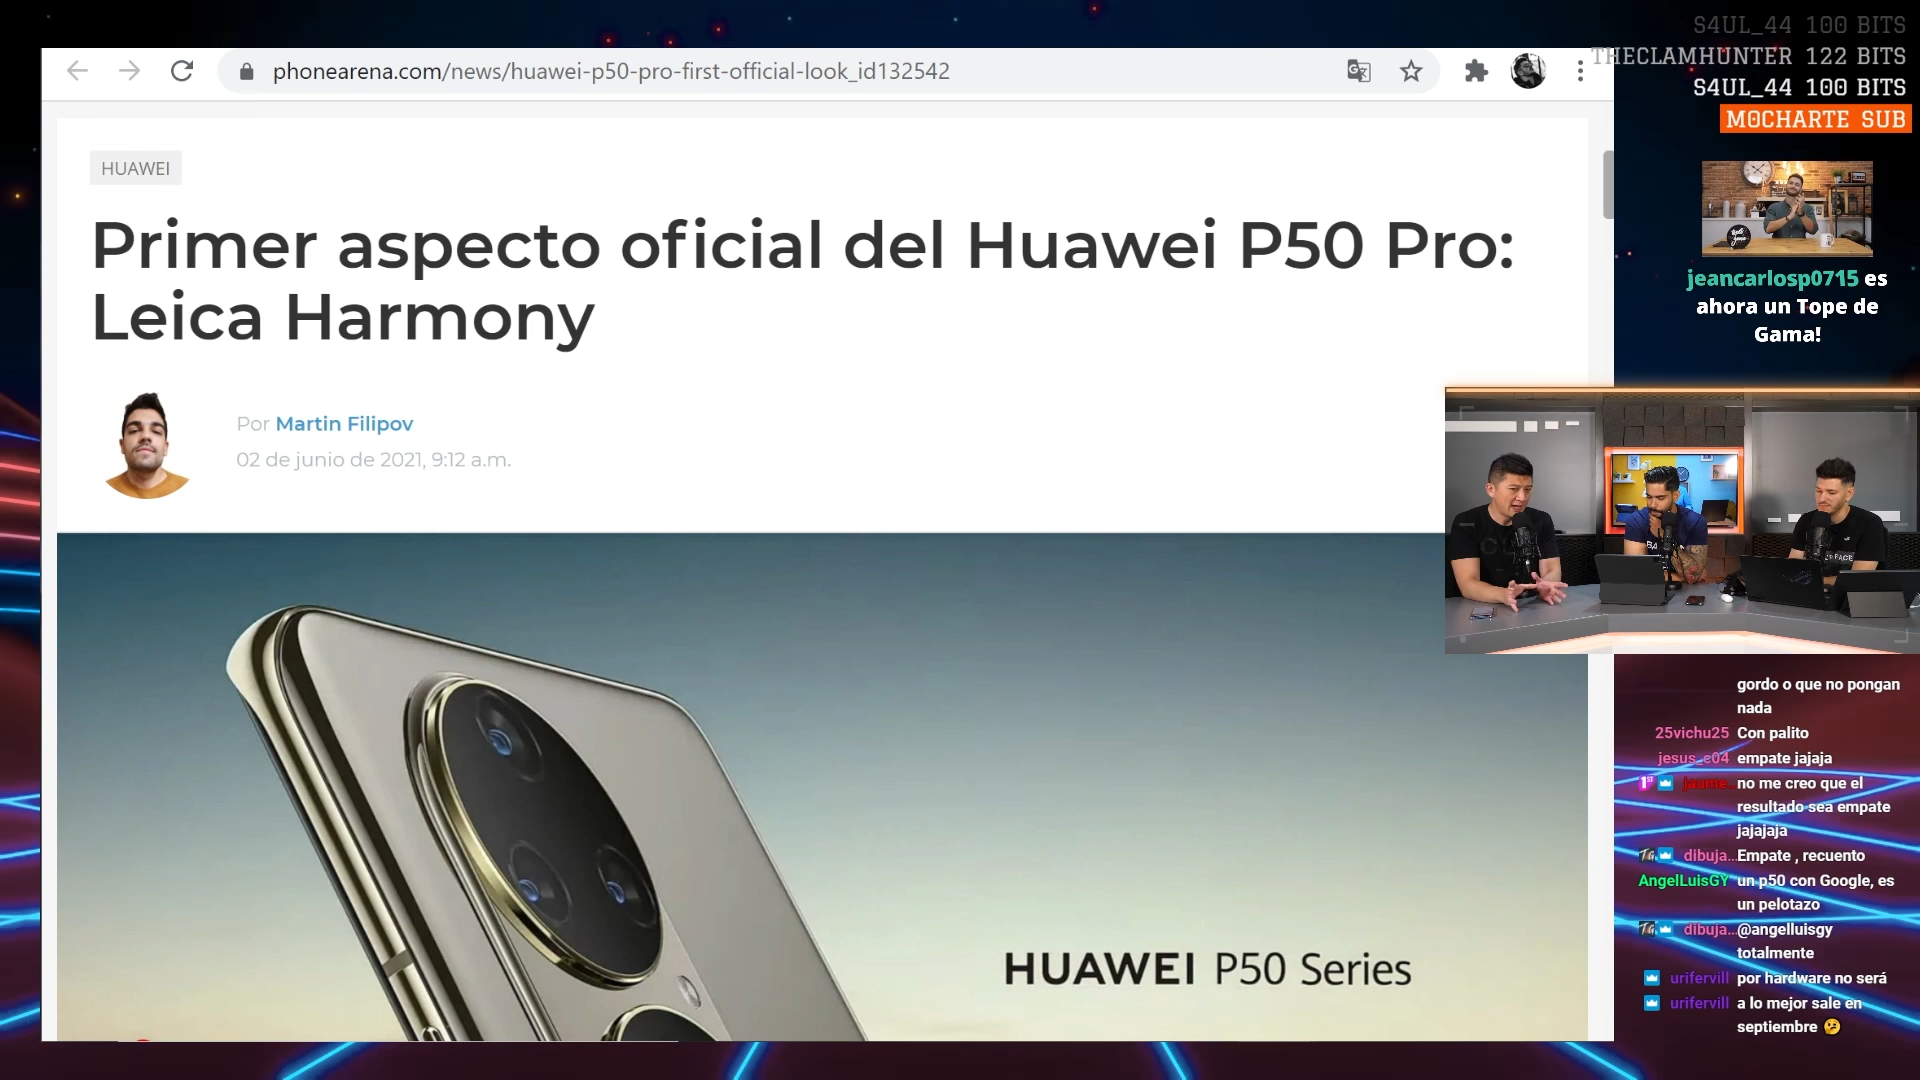 phonearena.com/news/huawei-p50-pro-first-official-look_id132542
S4UL_44 100 BITS
THECLAMHUNTER 122 BITS
S4UL_44 100 BITS
MOCHARTE SUB
HUAWEI
Primer aspecto oficial del Huawei P50 Pro:
Leica Harmony
Por Martin Filipov
02 de junio de 2021, 9:12 a.m.
HUAWEI P50 Series
jeancarlosp0715 es
ahora un Tope de
Gama!
gordo o que no pongan
nada
25vichu25 Con palito
jesus_c04 empate jajaja
jaume... no me creo que el
resultado sea empate
jajajaja
dibuja... Empate , recuento
AngelLuisGY un p50 con Google, es
un pelotazo
dibuja... @angelluisgy
totalmente
urifervill por hardware no será
urifervill a lo mejor sale en
septiembre 🤔